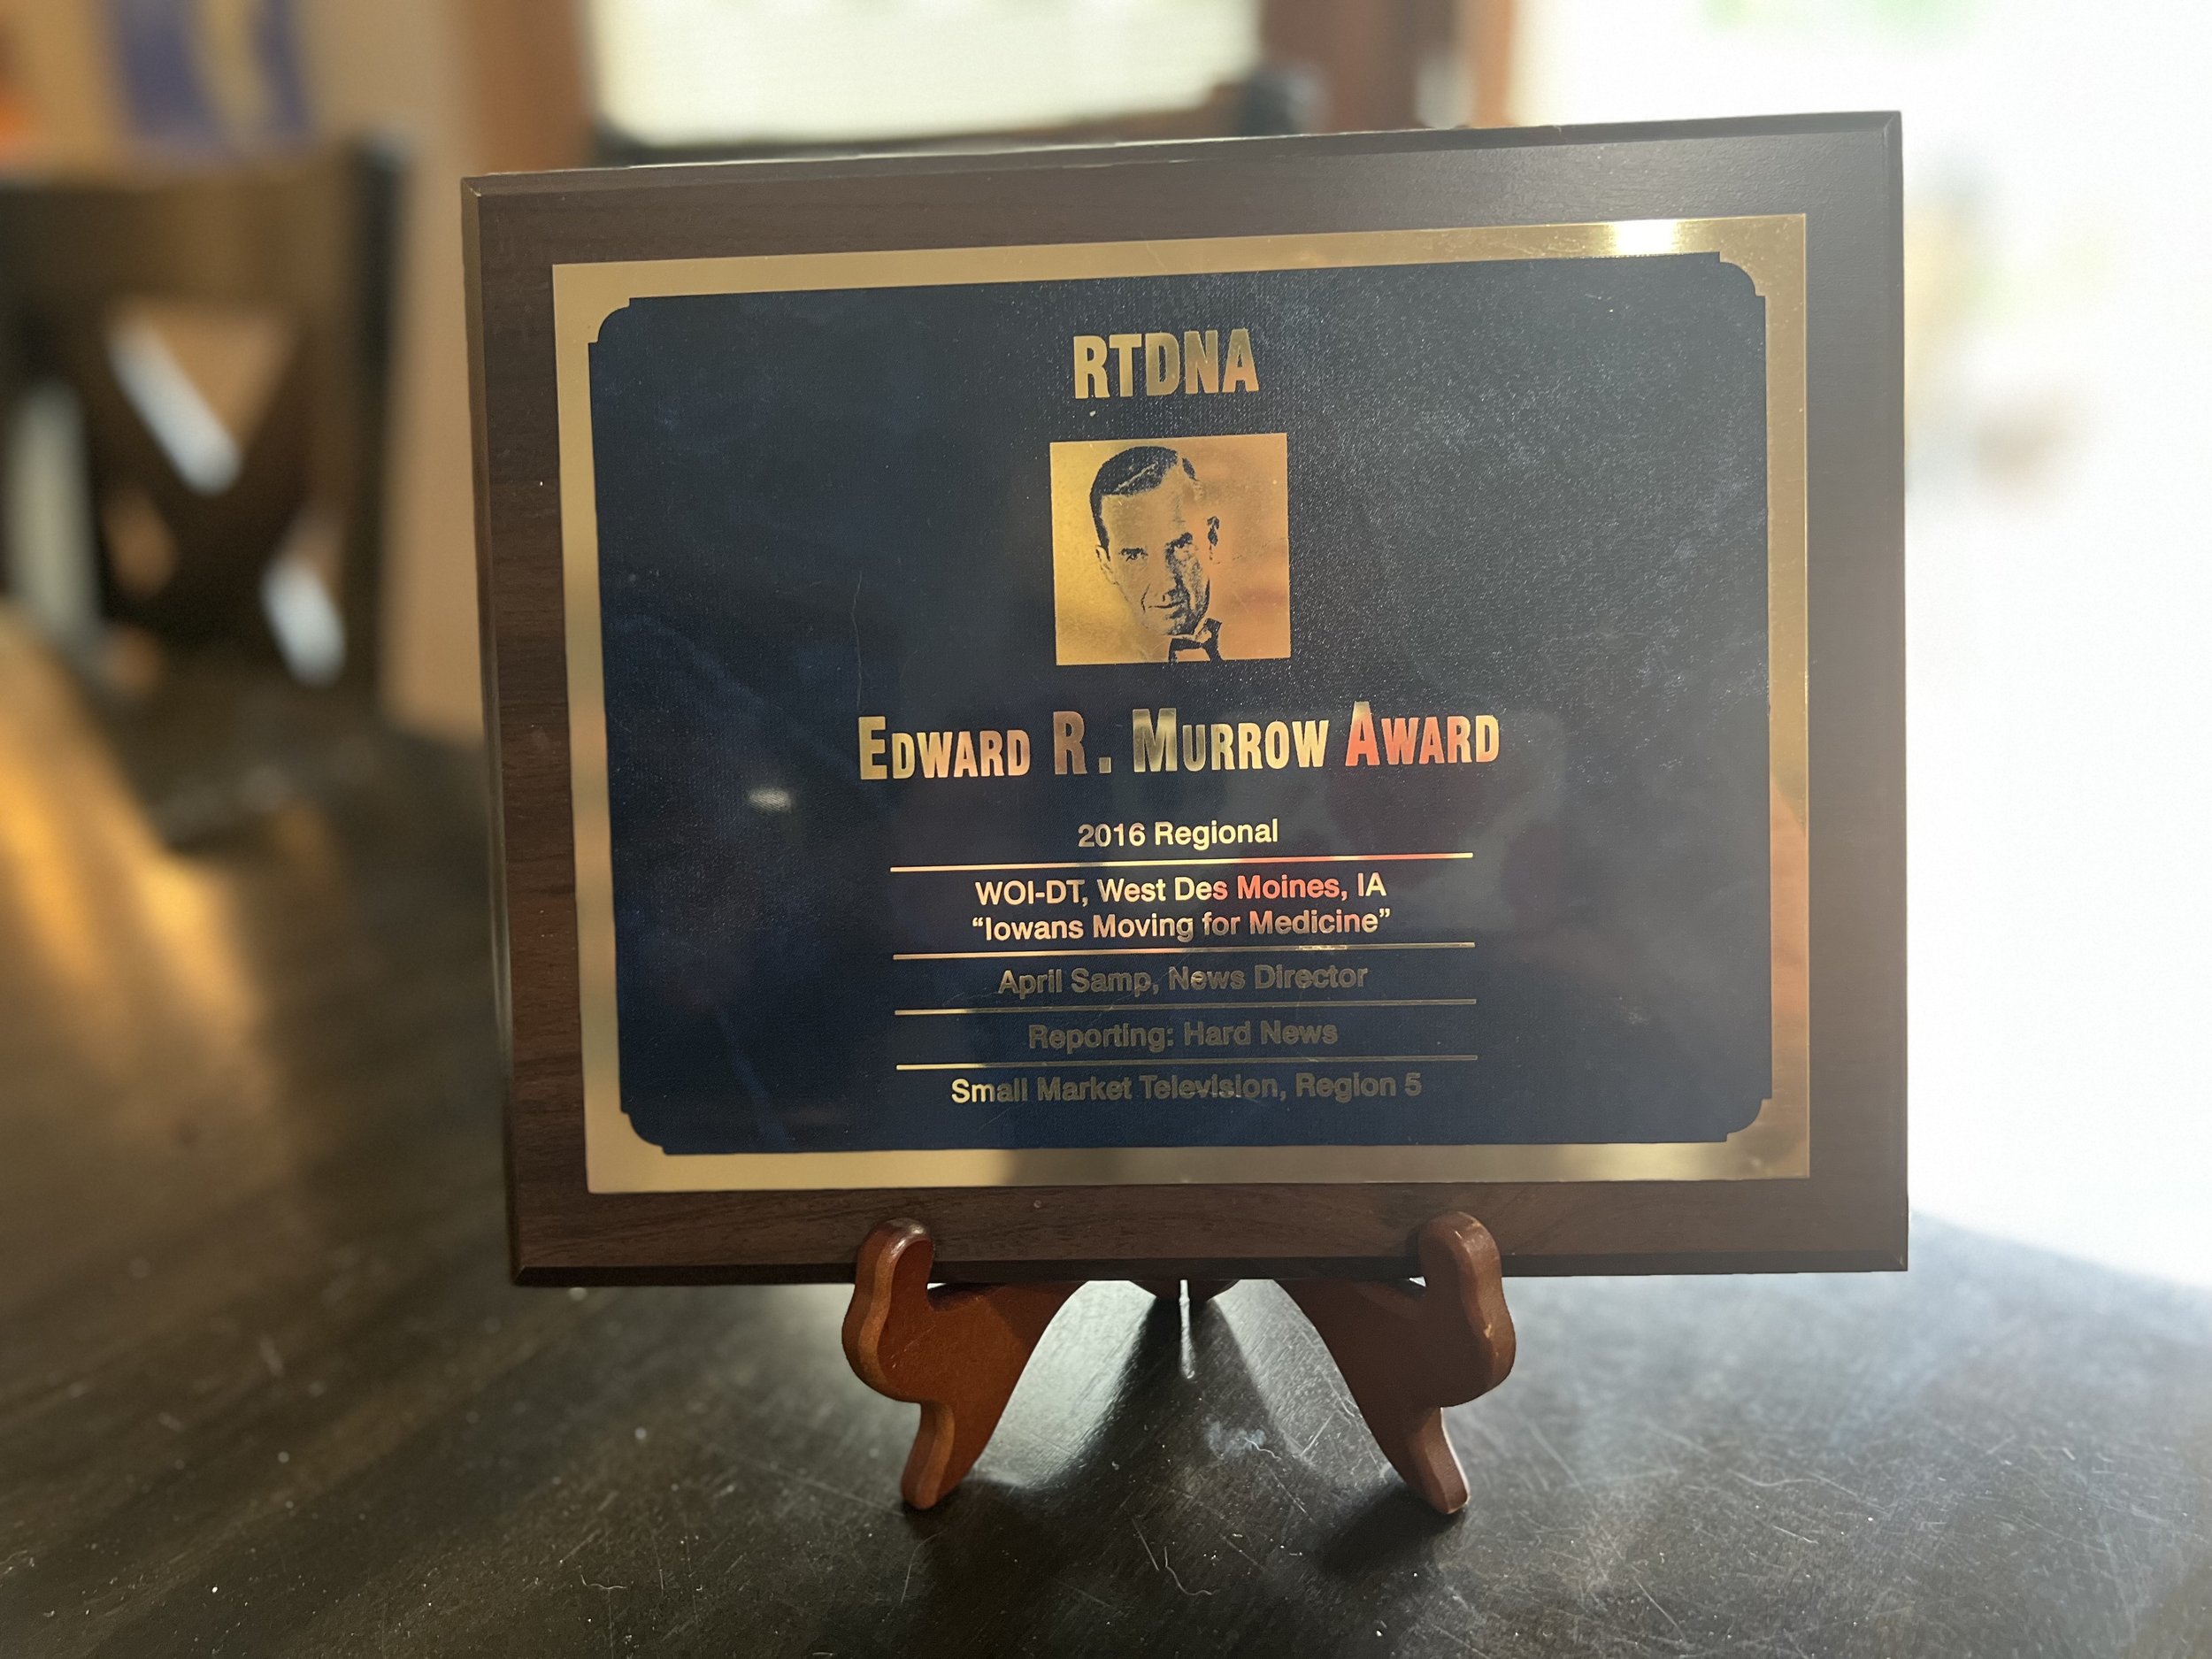 RTDNA
EDWARD R. MURROW AWARD
2016 Regional
WOI-DT, West Des Moines, IA
“Iowans Moving for Medicine”
April Samp, News Director
Reporting: Hard News
Small Market Television, Region 5